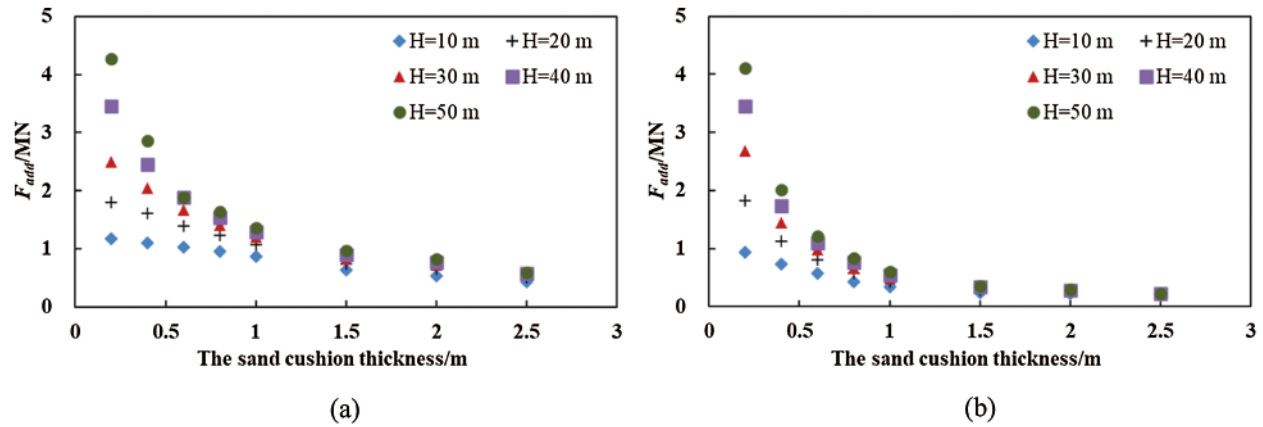 5
4
3
2
1
0
F_add/MN
H=10 m H=20 m
H=30 m H=40 m
H=50 m
0 0.5 1 1.5 2 2.5 3
The sand cushion thickness/m
(a)
5
4
3
2
1
0
F_add/MN
H=10 m H=20 m
H=30 m H=40 m
H=50 m
0 0.5 1 1.5 2 2.5 3
The sand cushion thickness/m
(b)